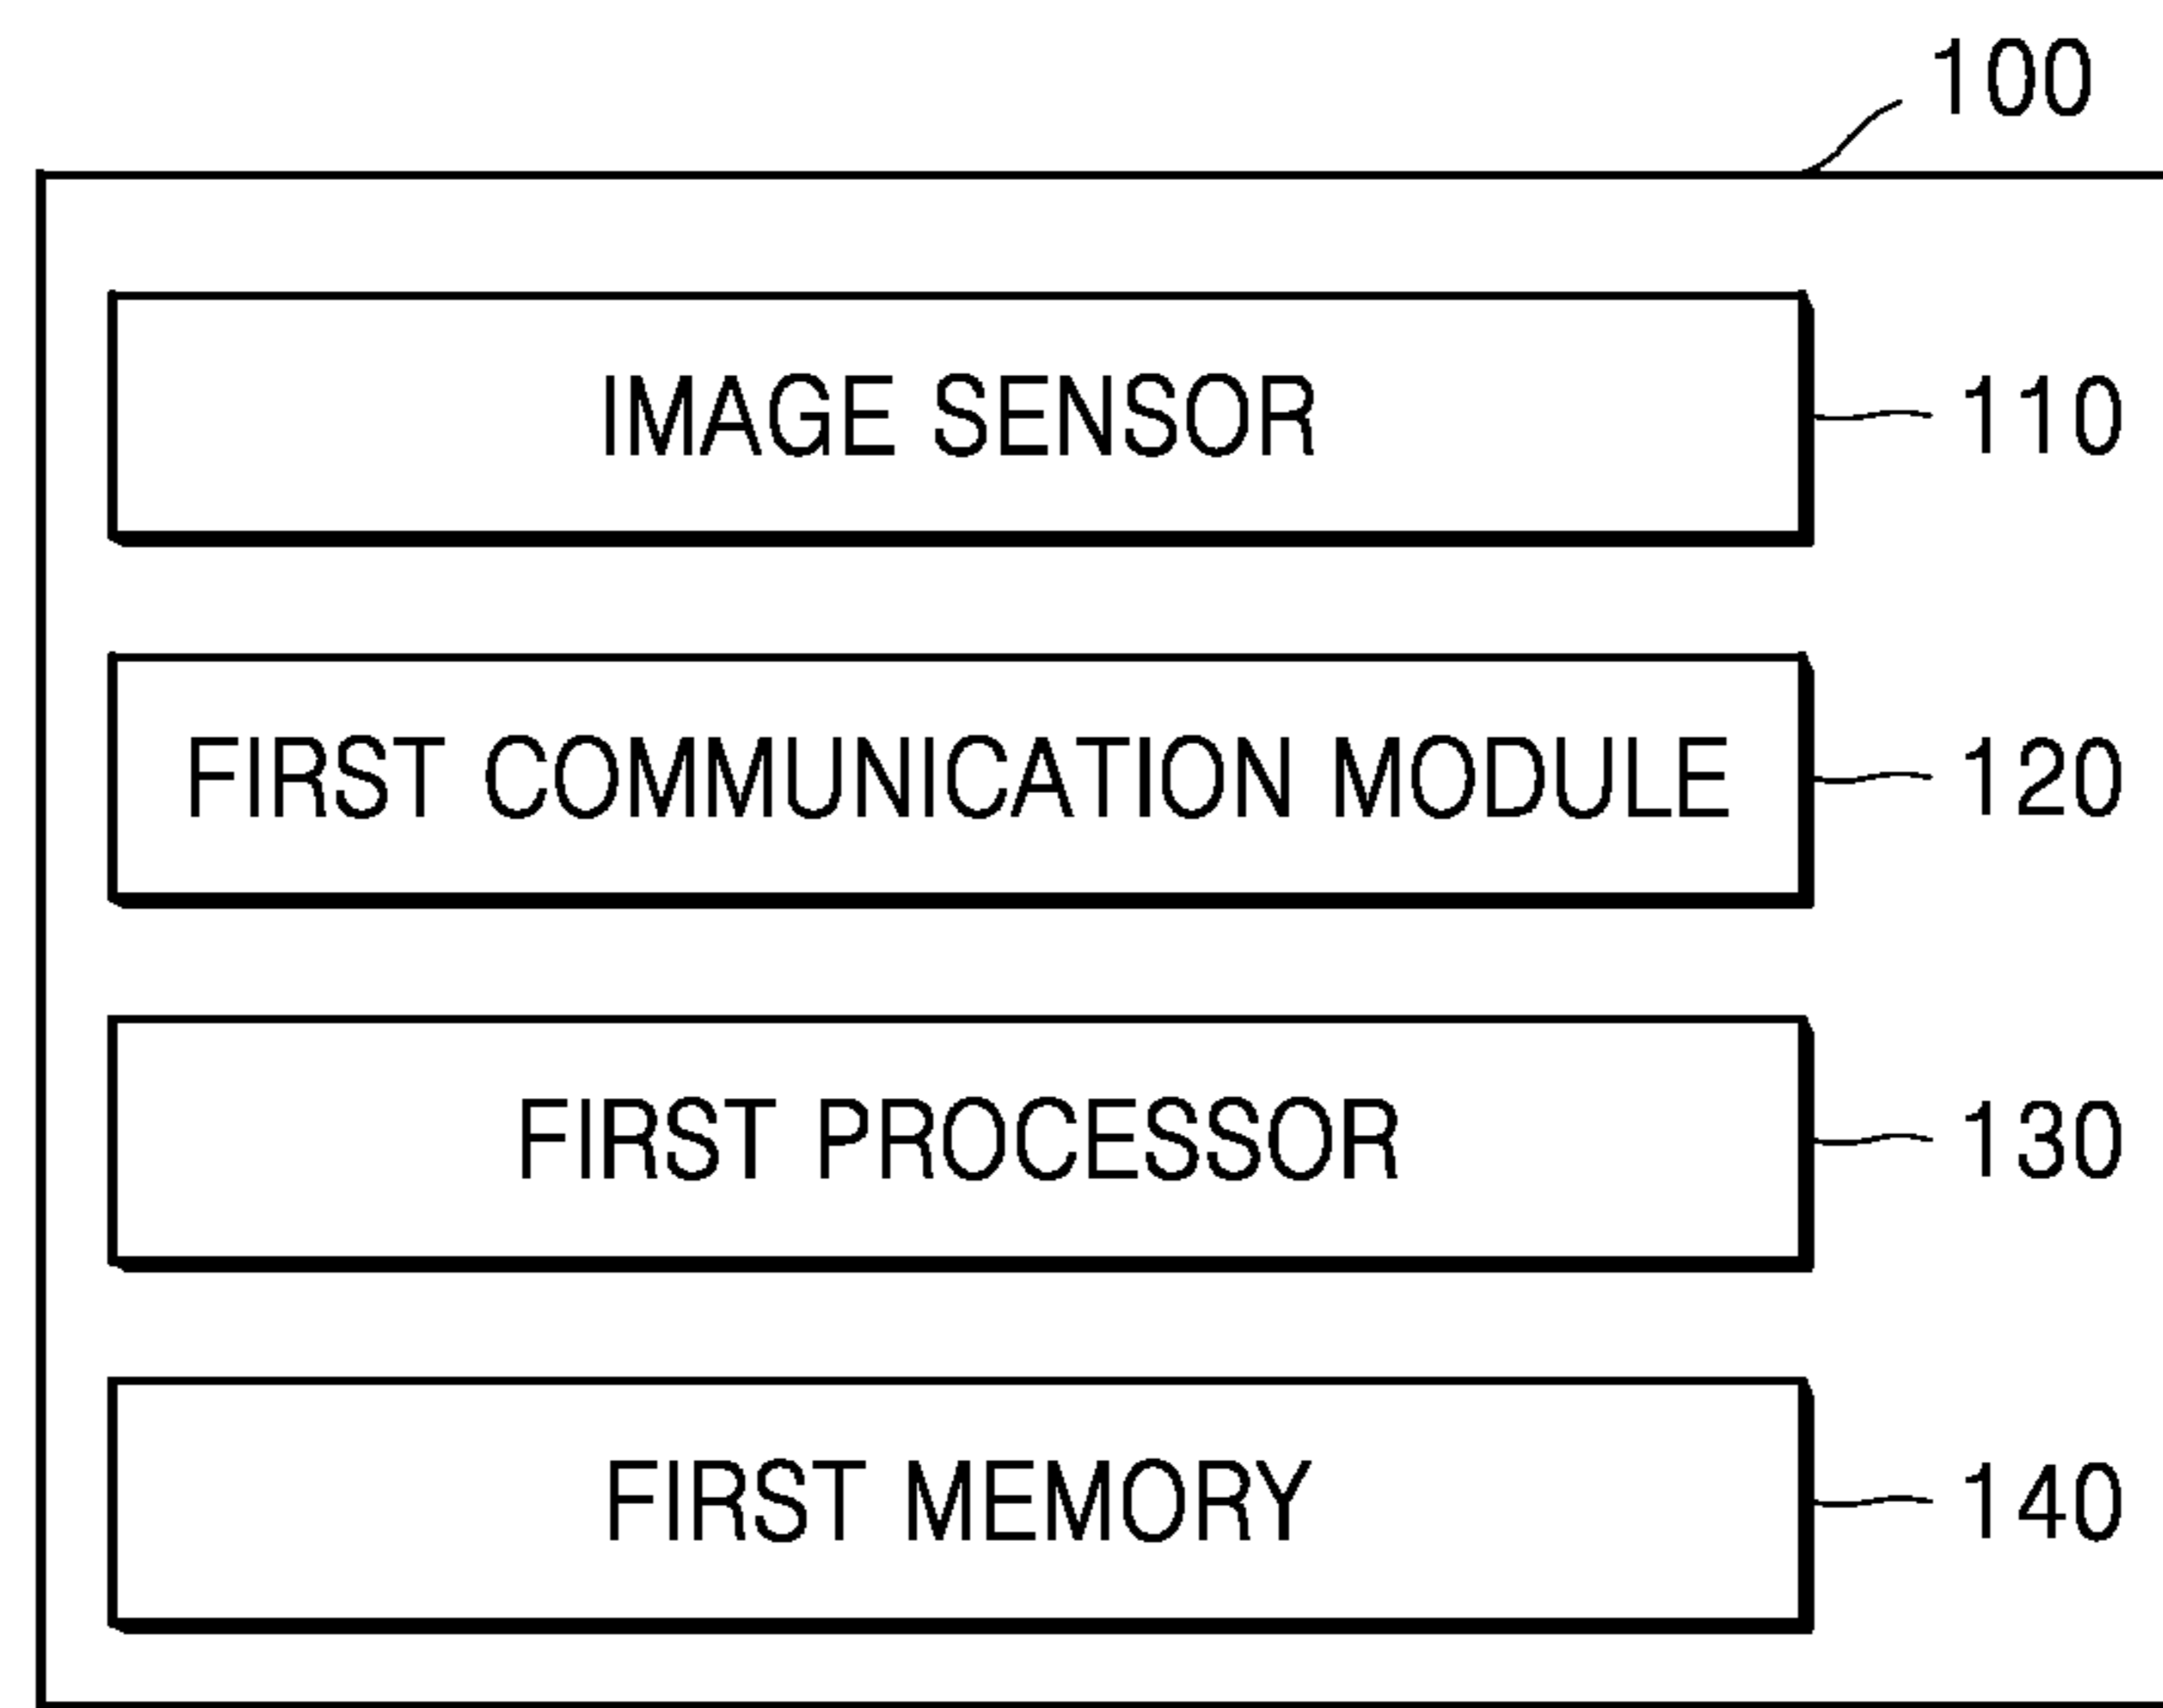 100
IMAGE SENSOR 110
FIRST COMMUNICATION MODULE 120
FIRST PROCESSOR 130
FIRST MEMORY 140